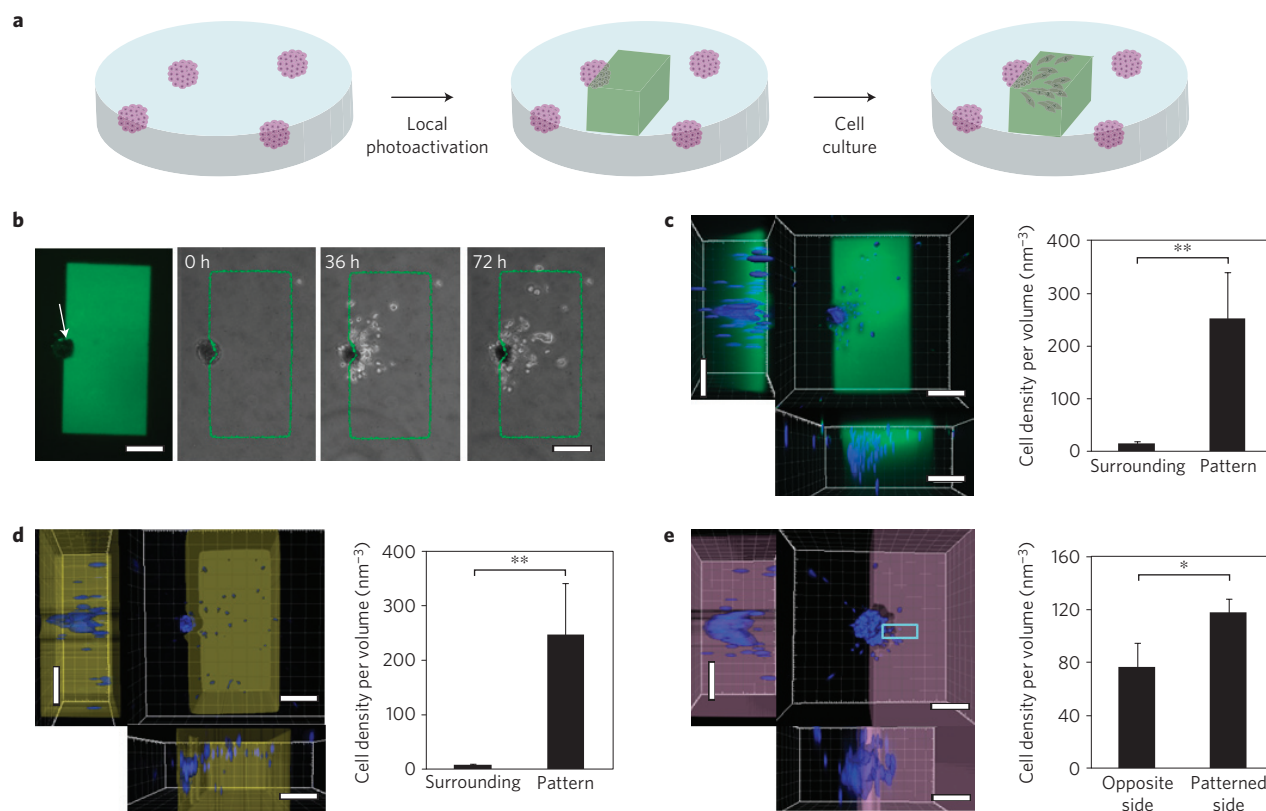 a
Local
photoactivation
Cell
culture
b
0 h
36 h
72 h
c
Cell density per volume (nm⁻³)
400
300
200
100
0
**
Surrounding
Pattern
d
Cell density per volume (nm⁻³)
400
300
200
100
0
**
Surrounding
Pattern
e
Cell density per volume (nm⁻³)
160
120
80
40
0
*
Opposite
side
Patterned
side